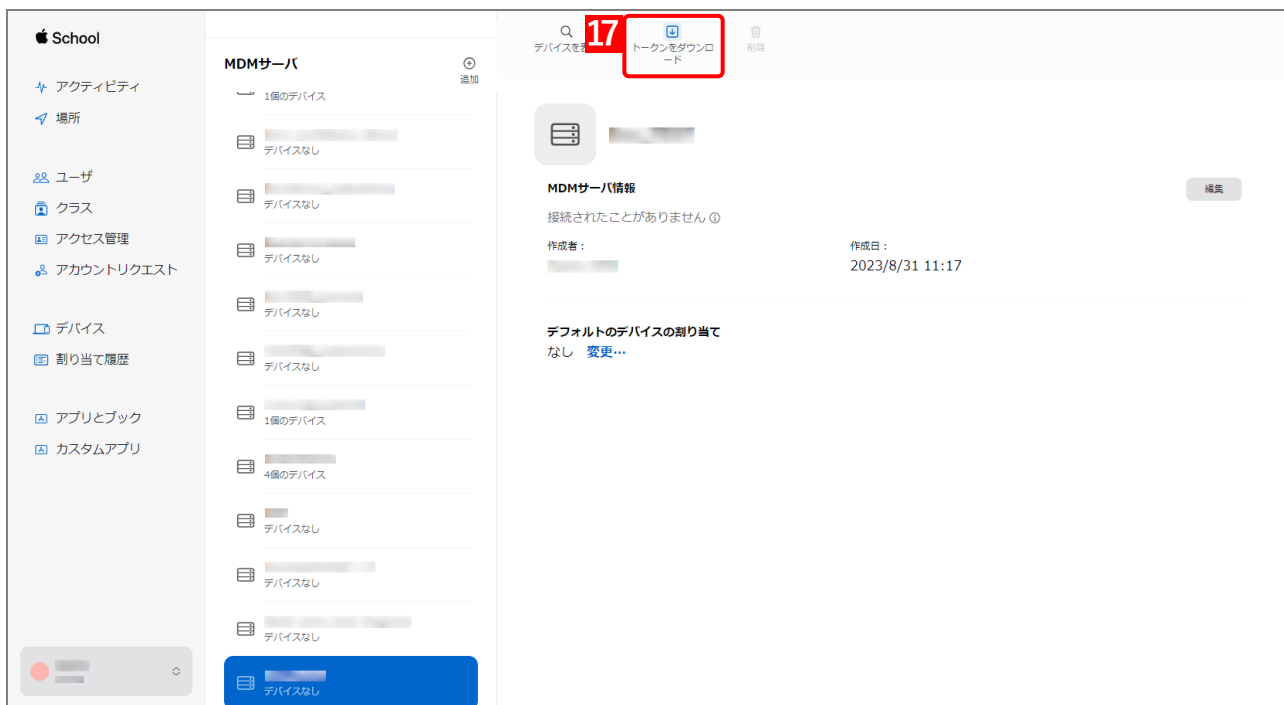 School
アクティビティ
場所
ユーザ
クラス
アクセス管理
アカウントリクエスト
デバイス
割り当て履歴
アプリとブック
カスタムアプリ
MDMサーバ
追加
1個のデバイス
デバイスなし
デバイスなし
デバイスなし
デバイスなし
デバイスなし
1個のデバイス
4個のデバイス
デバイスなし
デバイスなし
デバイスなし
デバイスなし
デバイスを
17
トークンをダウンロ
ード
削除
MDMサーバ情報
編集
接続されたことがありません
作成者：
作成日：
2023/8/31 11:17
デフォルトのデバイスの割り当て
なし 変更…